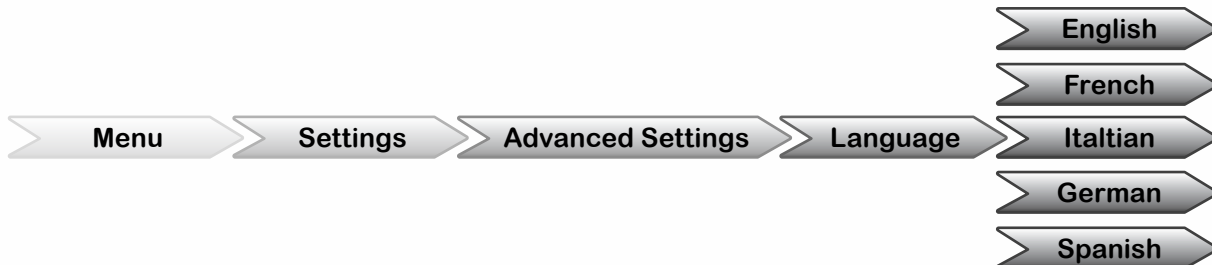 English
French
Menu Settings Advanced Settings Language Italtian
German
Spanish